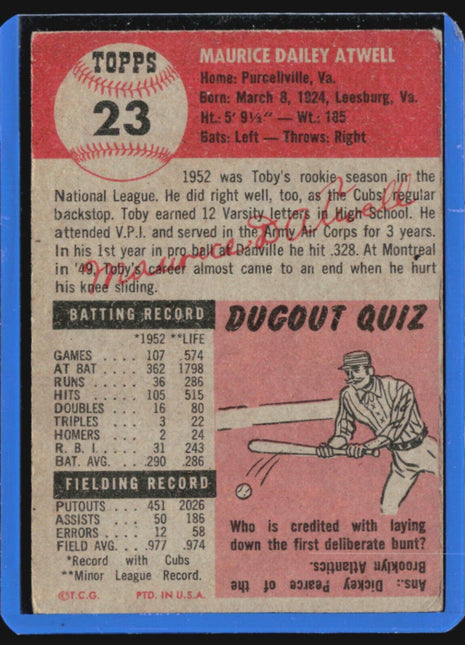 TOPPS
23
MAURICE DAILEY ATWELL
Home: Purcellville, Va.
Born: March 8, 1924, Leesburg, Va.
Ht.: 5' 9½" — Wt.: 185
Bats: Left — Throws: Right
1952 was Toby's rookie season in the
National League. He did right well, too, as the Cubs' regular
backstop. Toby earned 12 Varsity letters in High School. He
attended V.P.I. and served in the Army Air Corps for 3 years.
In his 1st year in pro ball at Danville he hit .328. At Montreal
in '49, Toby's career almost came to an end when he hurt
his knee sliding.
Maurice D. Atwell
BATTING RECORD
*1952 **LIFE
GAMES .... 107 574
AT BAT .... 362 1798
RUNS .... 36 286
HITS .... 105 515
DOUBLES ... 16 80
TRIPLES ... 3 22
HOMERS ... 2 24
R. B. I. .... 31 243
BAT. AVG. ... .290 .286
FIELDING RECORD
PUTOUTS ... 451 2026
ASSISTS .... 50 186
ERRORS .... 12 58
FIELD AVG. .. .977 .974
*Record with Cubs
**Minor League Record.
©T.C.G. PTD. IN U.S.A.
DUGOUT QUIZ
Who is credited with laying
down the first deliberate bunt?
Ans.: Dickey Pearce of the
Brooklyn Atlantics.